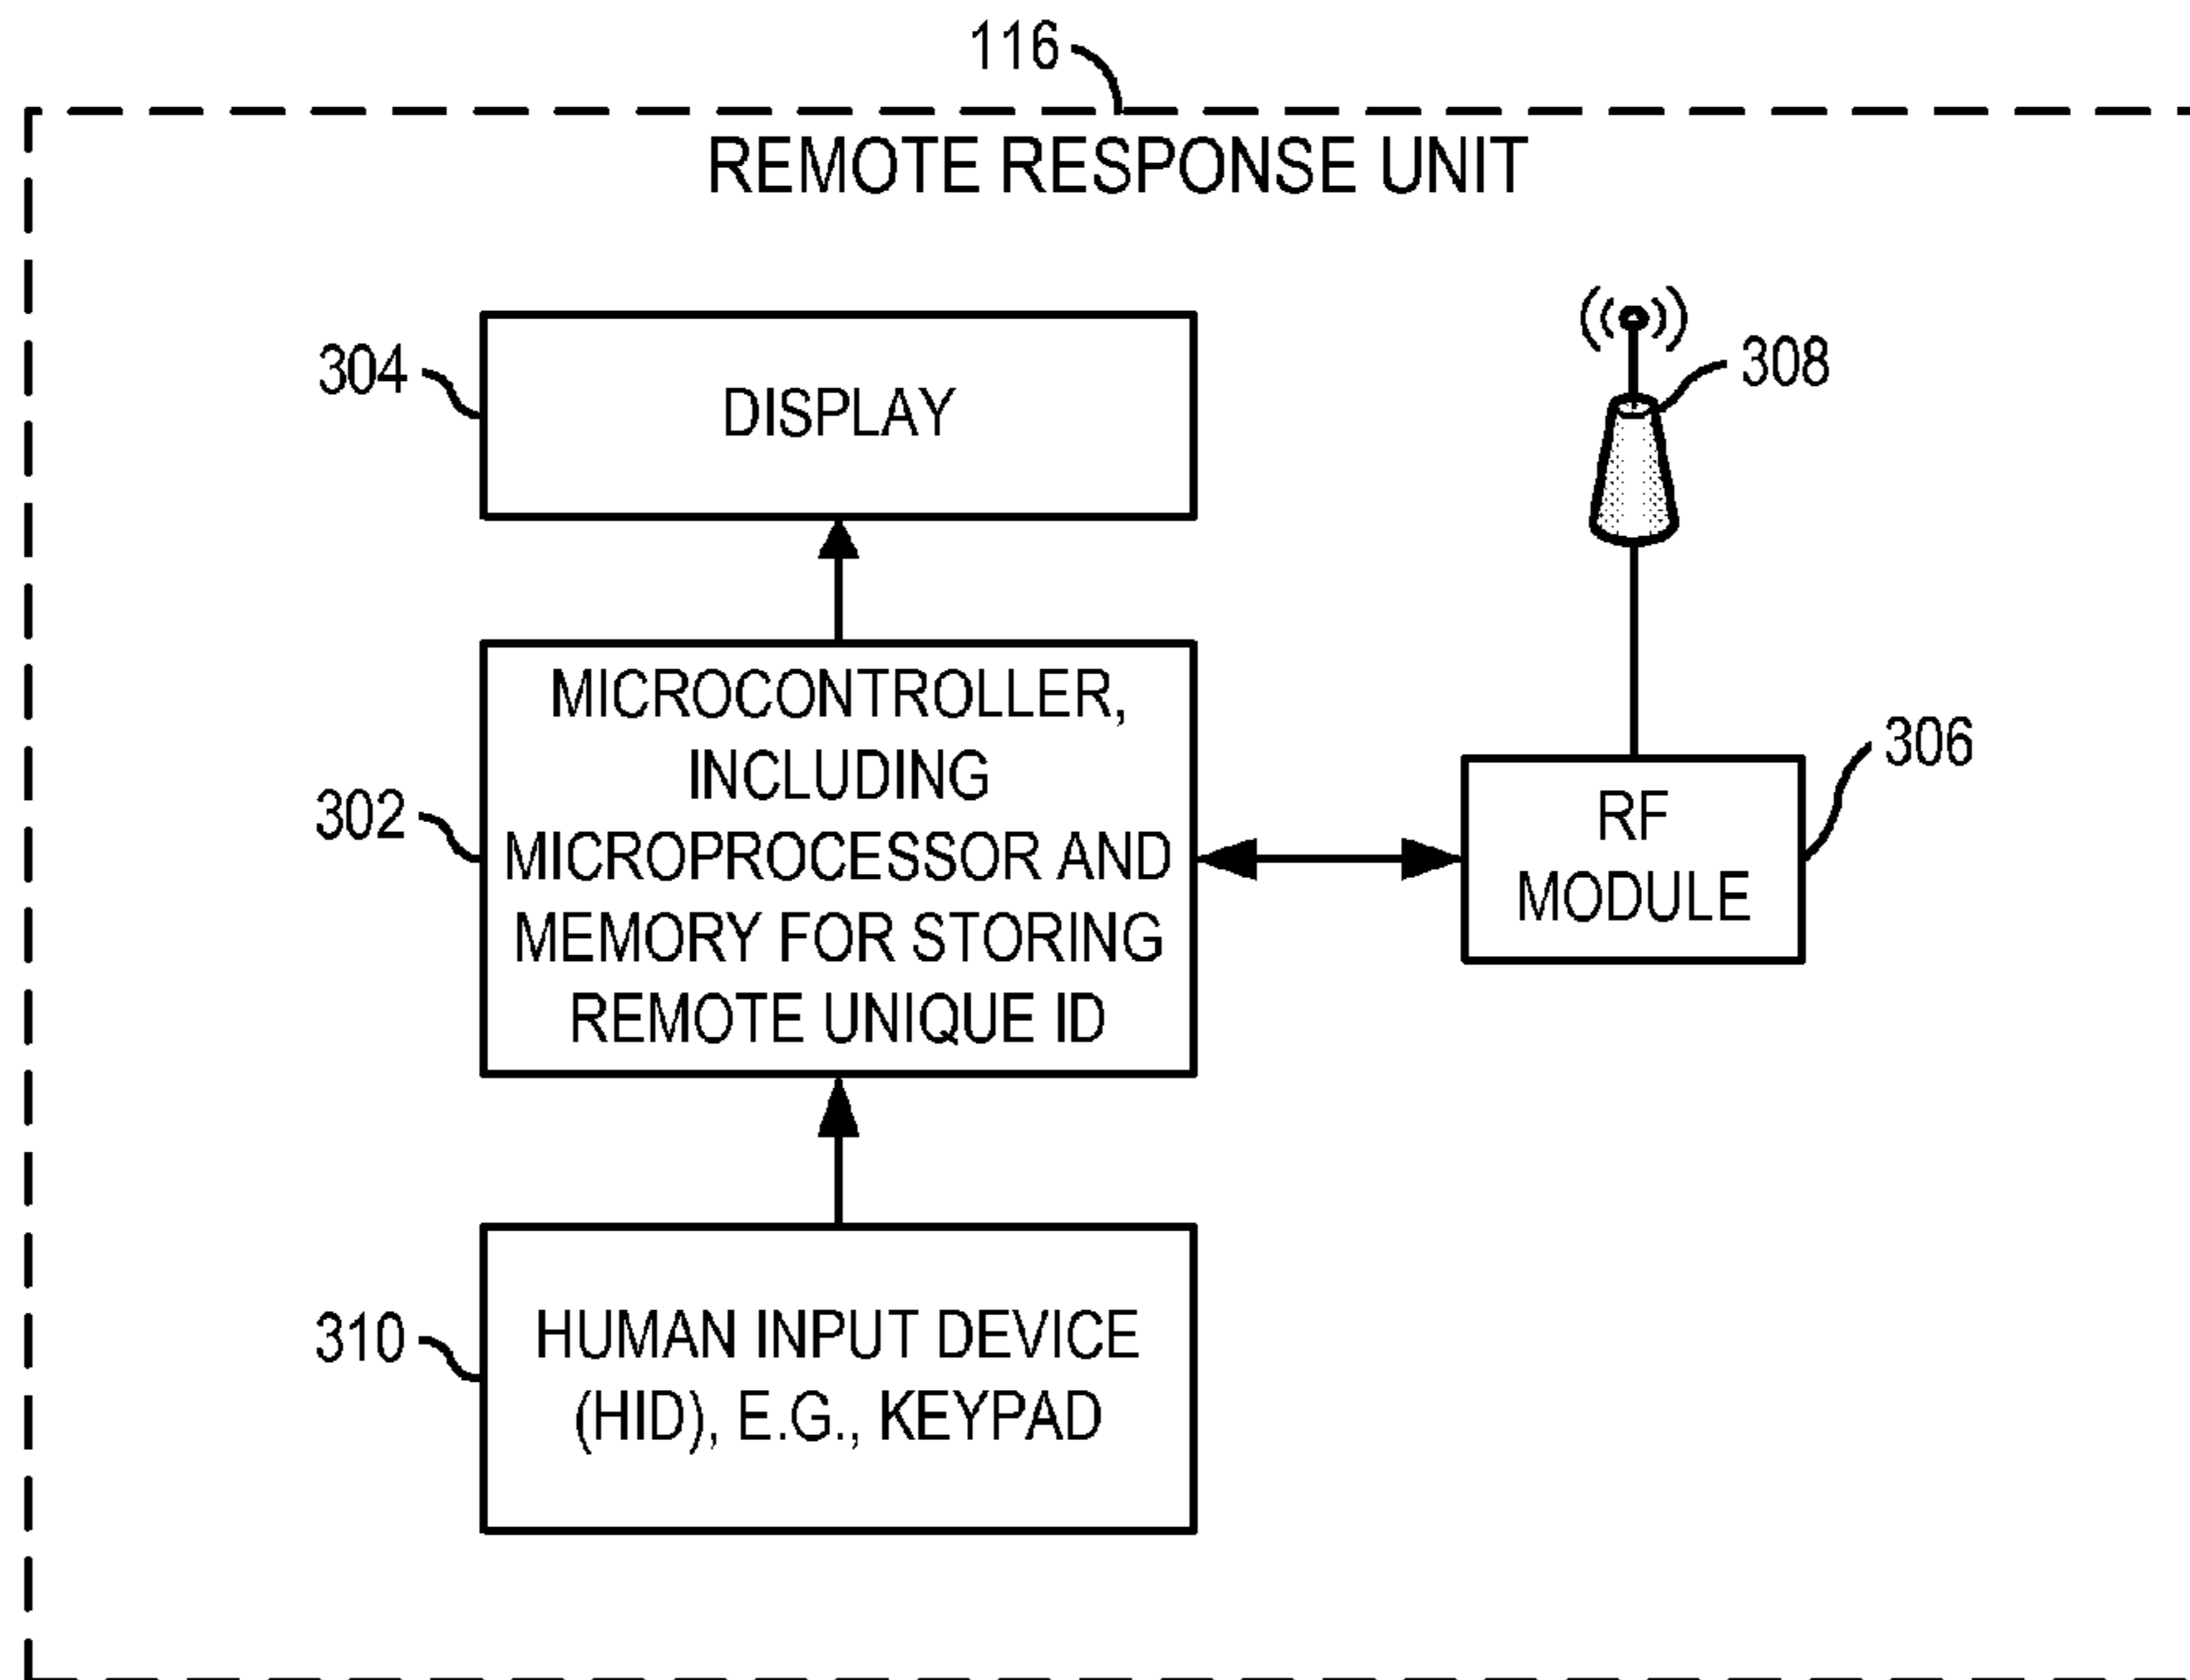 116
REMOTE RESPONSE UNIT
304
DISPLAY
308
302
MICROCONTROLLER,
INCLUDING
MICROPROCESSOR AND
MEMORY FOR STORING
REMOTE UNIQUE ID
306
RF
MODULE
310
HUMAN INPUT DEVICE
(HID), E.G., KEYPAD